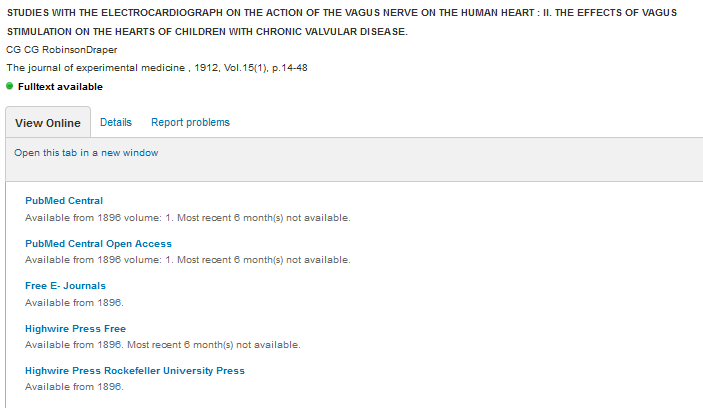 STUDIES WITH THE ELECTROCARDIOGRAPH ON THE ACTION OF THE VAGUS NERVE ON THE HUMAN HEART : II. THE EFFECTS OF VAGUS
STIMULATION ON THE HEARTS OF CHILDREN WITH CHRONIC VALVULAR DISEASE.
CG CG RobinsonDraper
The journal of experimental medicine , 1912, Vol.15(1), p.14-48
Fulltext available
View Online Details Report problems
Open this tab in a new window
PubMed Central
Available from 1896 volume: 1. Most recent 6 month(s) not available.
PubMed Central Open Access
Available from 1896 volume: 1. Most recent 6 month(s) not available.
Free E- Journals
Available from 1896.
Highwire Press Free
Available from 1896. Most recent 6 month(s) not available.
Highwire Press Rockefeller University Press
Available from 1896.